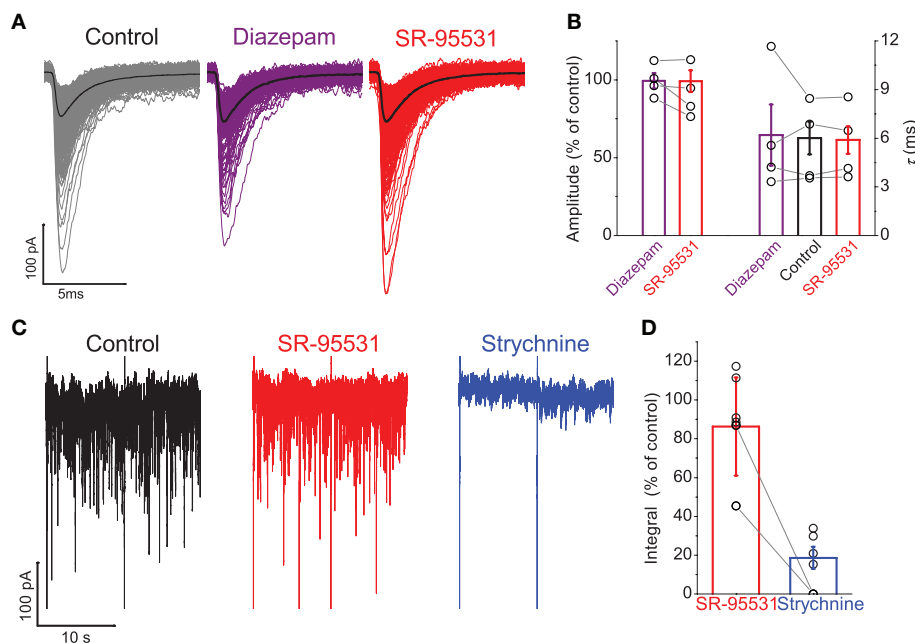 A
Control
Diazepam
SR-95531
100 pA
5ms
B
Amplitude (% of control)
100
50
0
12
9
6
3
0
τ (ms)
Diazepam
SR-95531
Diazepam
Control
SR-95531
C
Control
SR-95531
Strychnine
100 pA
10 s
D
Integral (% of control)
120
100
80
60
40
20
0
SR-95531
Strychnine